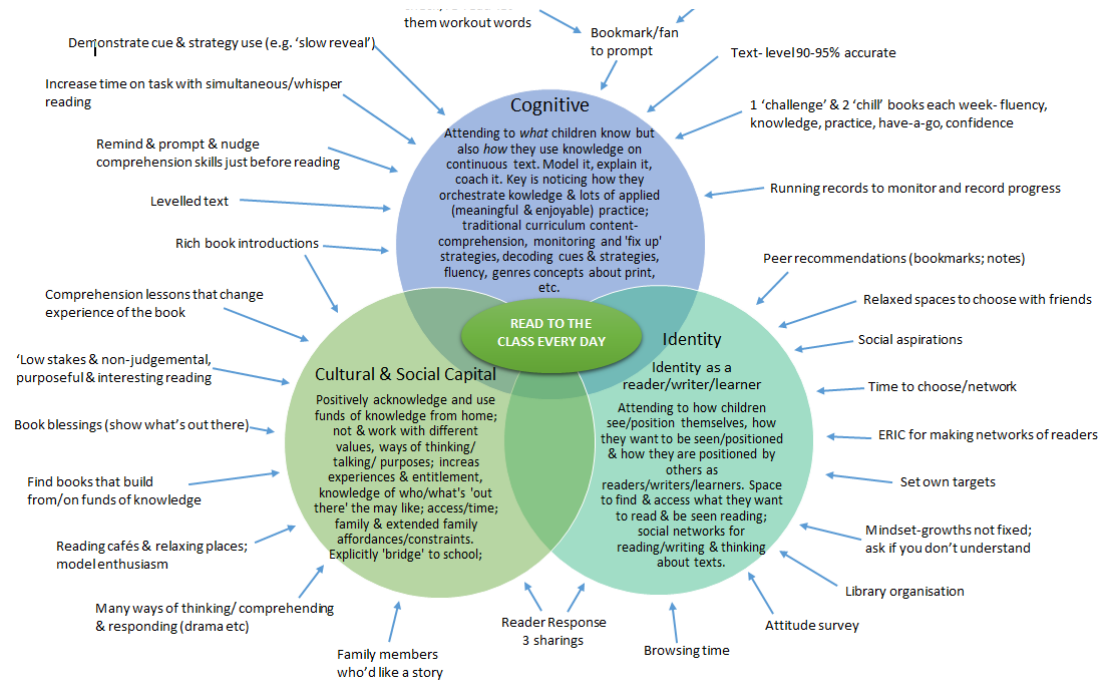 them workout words
Bookmark/fan
to prompt
Demonstrate cue & strategy use (e.g. 'slow reveal')
Text- level 90-95% accurate
Increase time on task with simultaneous/whisper
reading
1 'challenge' & 2 'chill' books each week- fluency,
knowledge, practice, have-a-go, confidence
Remind & prompt & nudge
comprehension skills just before reading
Levelled text
Running records to monitor and record progress
Rich book introductions
Cognitive
Attending to what children know but
also how they use knowledge on
continuous text. Model it, explain it,
coach it. Key is noticing how they
orchestrate kowledge & lots of applied
(meaningful & enjoyable) practice;
traditional curriculum content-
comprehension, monitoring and 'fix up'
strategies, decoding cues & strategies,
fluency, genres concepts about print,
etc.
READ TO THE
CLASS EVERY DAY
Comprehension lessons that change
experience of the book
'Low stakes & non-judgemental,
purposeful & interesting reading
Book blessings (show what's out there)
Find books that build
from/on funds of knowledge
Reading cafés & relaxing places;
model enthusiasm
Many ways of thinking/ comprehending
& responding (drama etc)
Family members
who'd like a story
Cultural & Social Capital
Positively acknowledge and use
funds of knowledge from home;
not & work with different
values, ways of thinking/
talking/ purposes; increas
experiences & entitlement,
knowledge of who/what's 'out
there' the may like; access/time;
family & extended family
affordances/constraints.
Explicitly 'bridge' to school;
Reader Response
3 sharings
Identity
Identity as a
reader/writer/learner
Attending to how children
see/position themselves, how
they want to be seen/positioned
& how they are positioned by
others as
readers/writers/learners. Space
to find & access what they want
to read & be seen reading;
social networks for
reading/writing & thinking
about texts.
Peer recommendations (bookmarks; notes)
Relaxed spaces to choose with friends
Social aspirations
Time to choose/network
ERIC for making networks of readers
Set own targets
Mindset-growths not fixed;
ask if you don't understand
Library organisation
Attitude survey
Browsing time